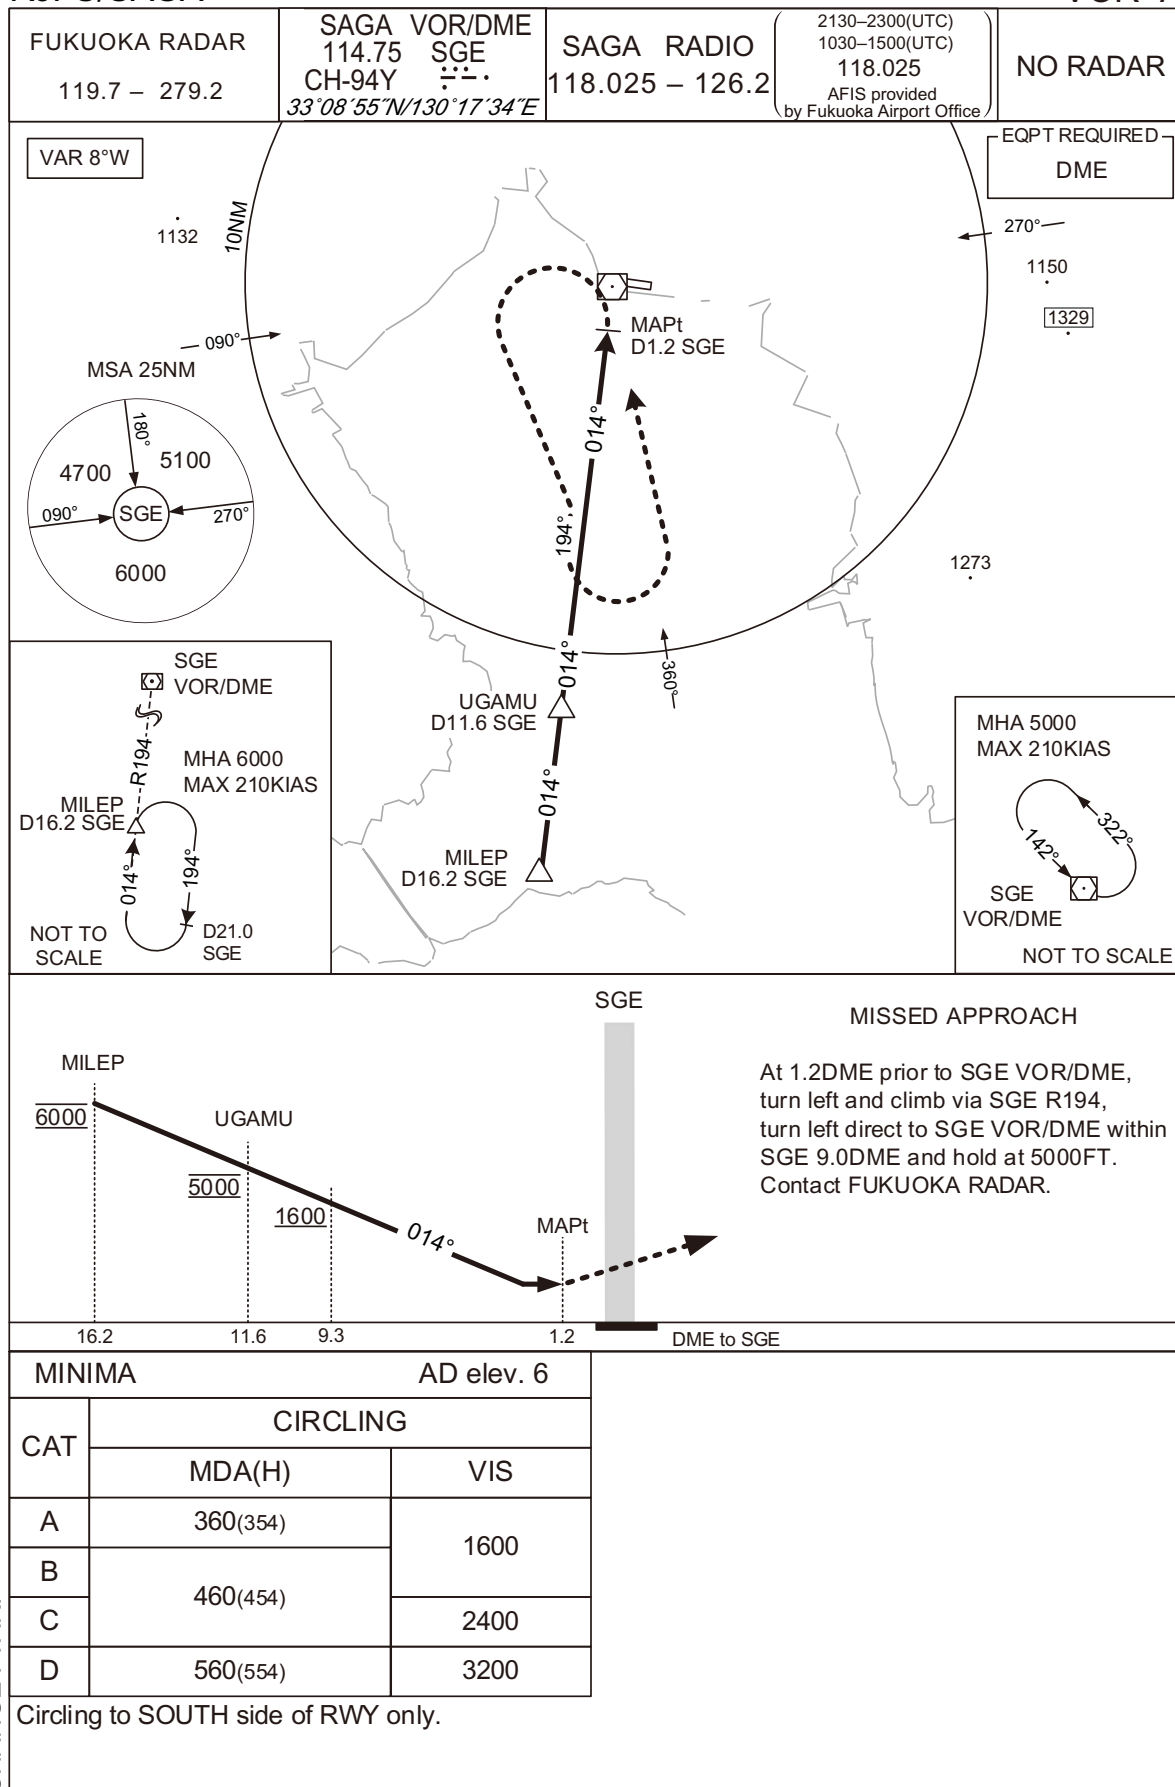 FUKUOKA RADAR
119.7 – 279.2
SAGA VOR/DME
114.75 SGE
CH-94Y
33°08′55″N/130°17′34″E
SAGA RADIO
118.025 – 126.2
2130–2300(UTC)
1030–1500(UTC)
118.025
AFIS provided
by Fukuoka Airport Office
NO RADAR
VAR 8°W
EQPT REQUIRED
DME
1132
10NM
270°
1150
1329
090°
MAPt
D1.2 SGE
MSA 25NM
180°
4700
5100
090°
SGE
270°
6000
014°
194°
1273
014°
360°
UGAMU
D11.6 SGE
014°
MILEP
D16.2 SGE
SGE
VOR/DME
R194
MHA 6000
MAX 210KIAS
MILEP
D16.2 SGE
014°
194°
D21.0
SGE
NOT TO
SCALE
MHA 5000
MAX 210KIAS
322°
142°
SGE
VOR/DME
NOT TO SCALE
SGE
MILEP
6000
UGAMU
5000
1600
014°
MAPt
16.2
11.6
9.3
1.2
DME to SGE
MISSED APPROACH
At 1.2DME prior to SGE VOR/DME,
turn left and climb via SGE R194,
turn left direct to SGE VOR/DME within
SGE 9.0DME and hold at 5000FT.
Contact FUKUOKA RADAR.
MINIMA AD elev. 6
CAT
CIRCLING
MDA(H) VIS
A 360(354) 1600
B 460(454)
C 2400
D 560(554) 3200
Circling to SOUTH side of RWY only.